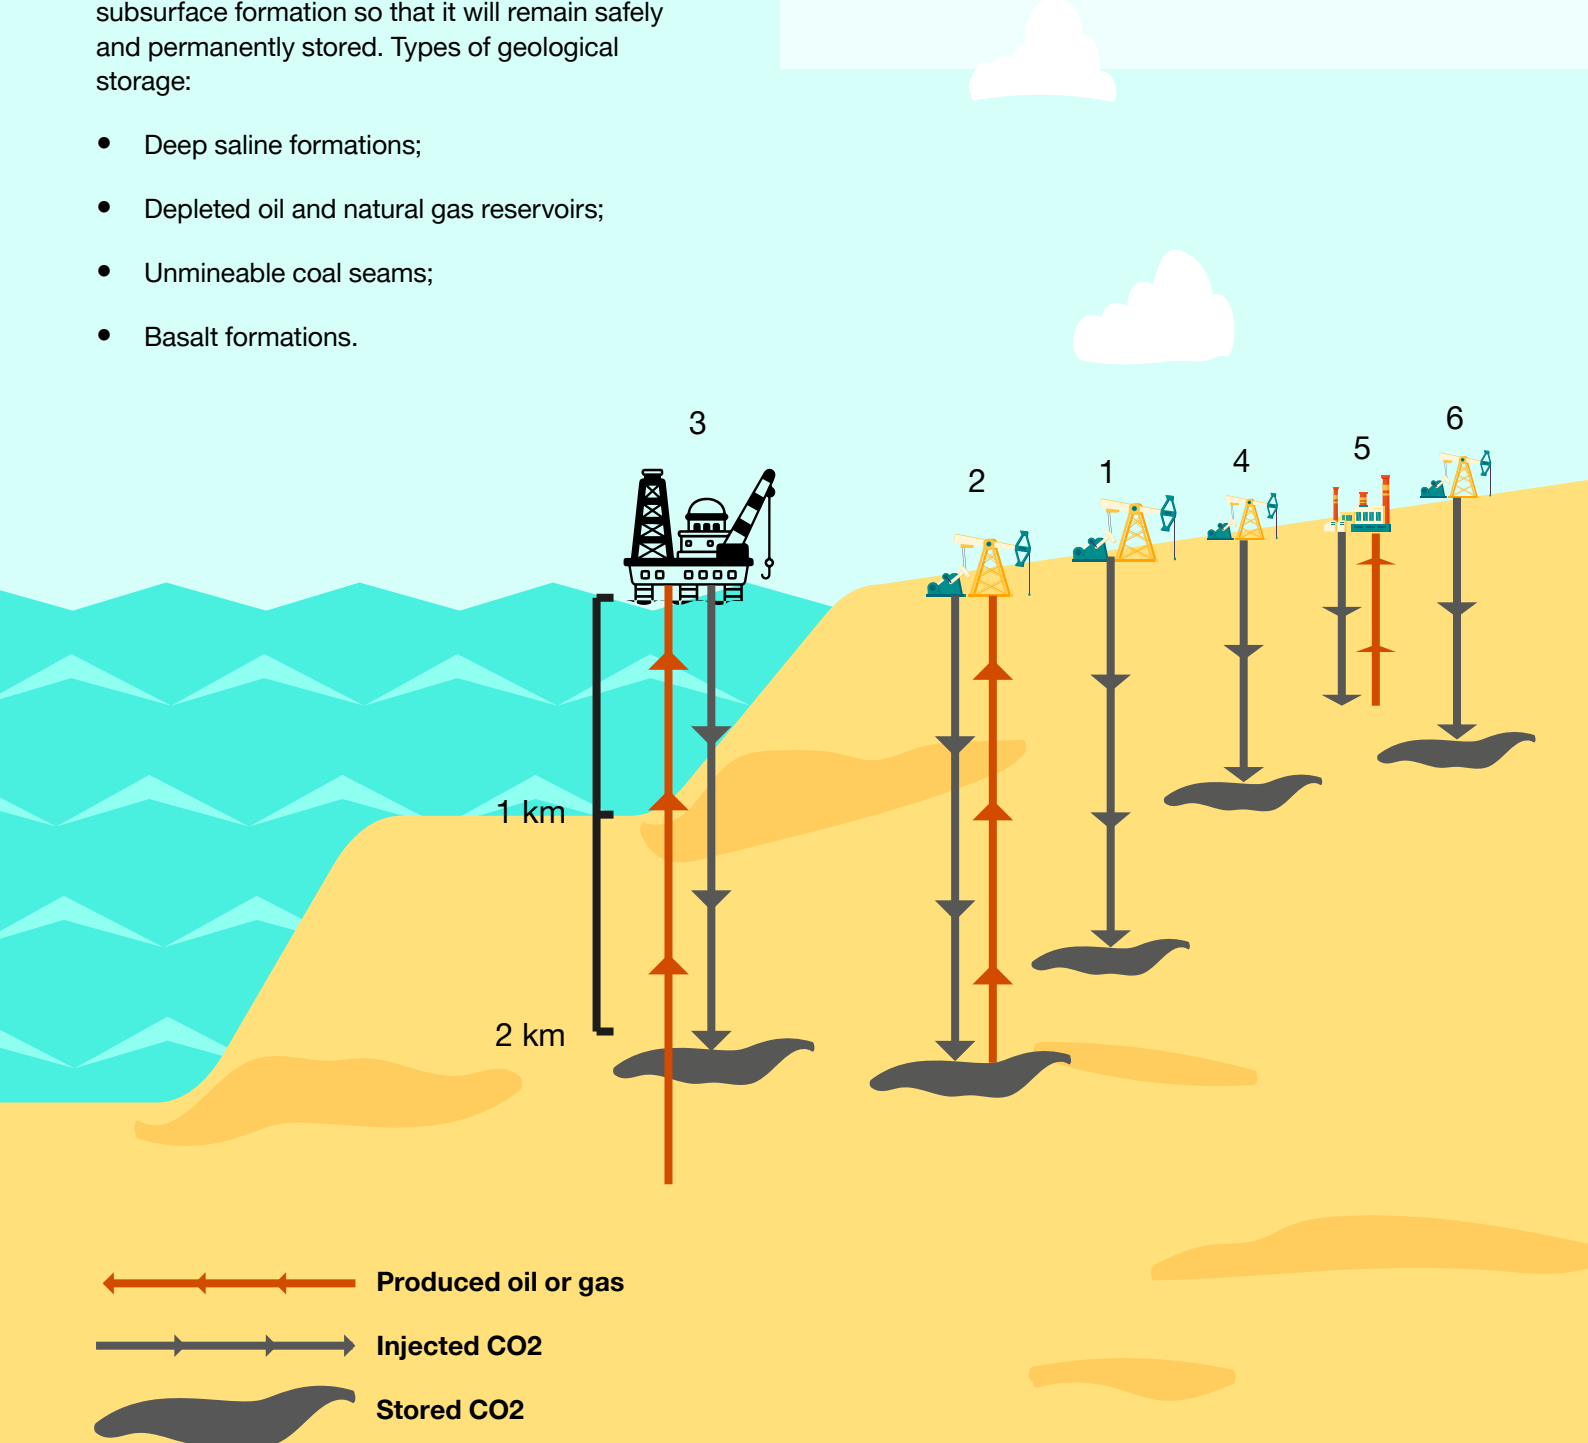 subsurface formation so that it will remain safely
and permanently stored. Types of geological
storage:
• Deep saline formations;
• Depleted oil and natural gas reservoirs;
• Unmineable coal seams;
• Basalt formations.
3
2
1
4
5
6
1 km
2 km
Produced oil or gas
Injected CO2
Stored CO2